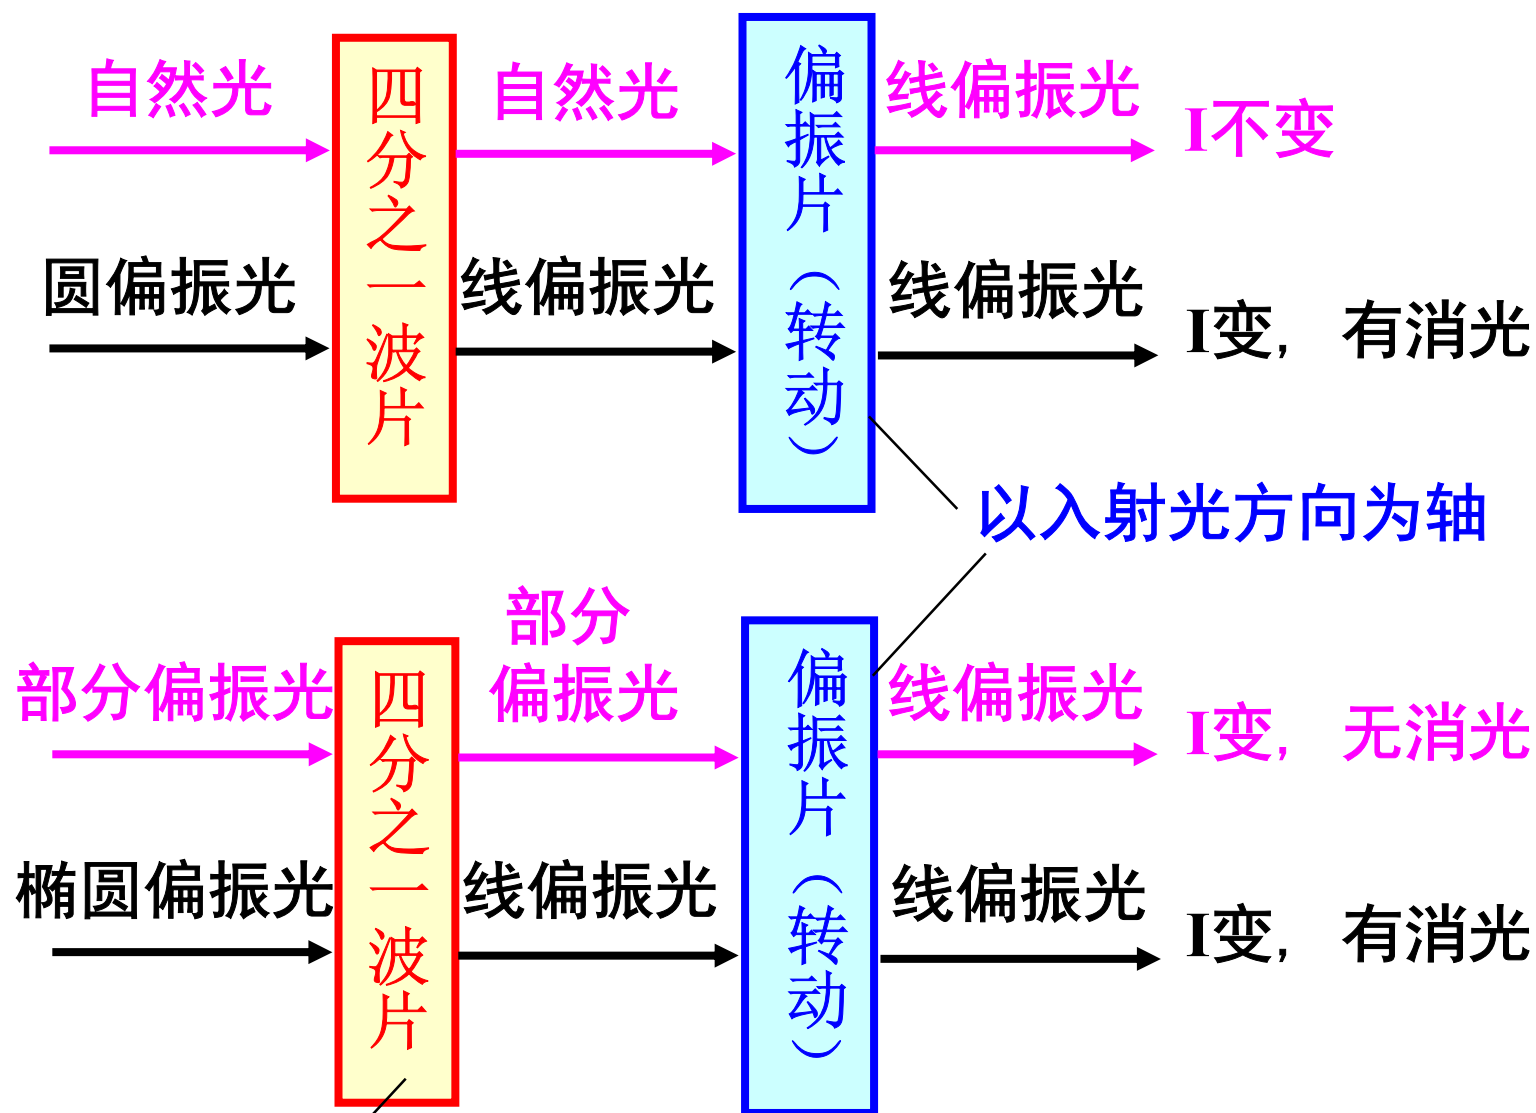 自然光
四分之一波片
自然光
偏振片（转动）
线偏振光
I不变
圆偏振光
线偏振光
线偏振光
I变， 有消光
以入射光方向为轴
部分偏振光
四分之一波片
部分
偏振光
偏振片（转动）
线偏振光
I变， 无消光
椭圆偏振光
线偏振光
线偏振光
I变， 有消光